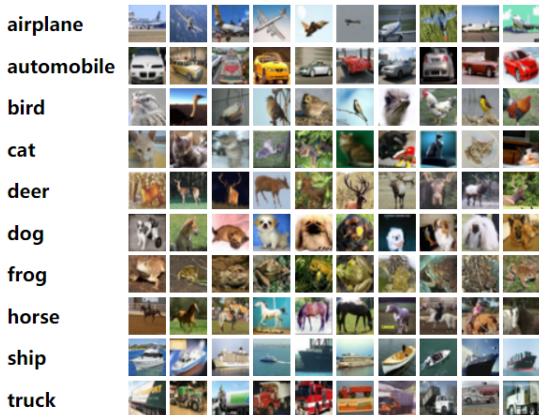 airplane
automobile
bird
cat
deer
dog
frog
horse
ship
truck